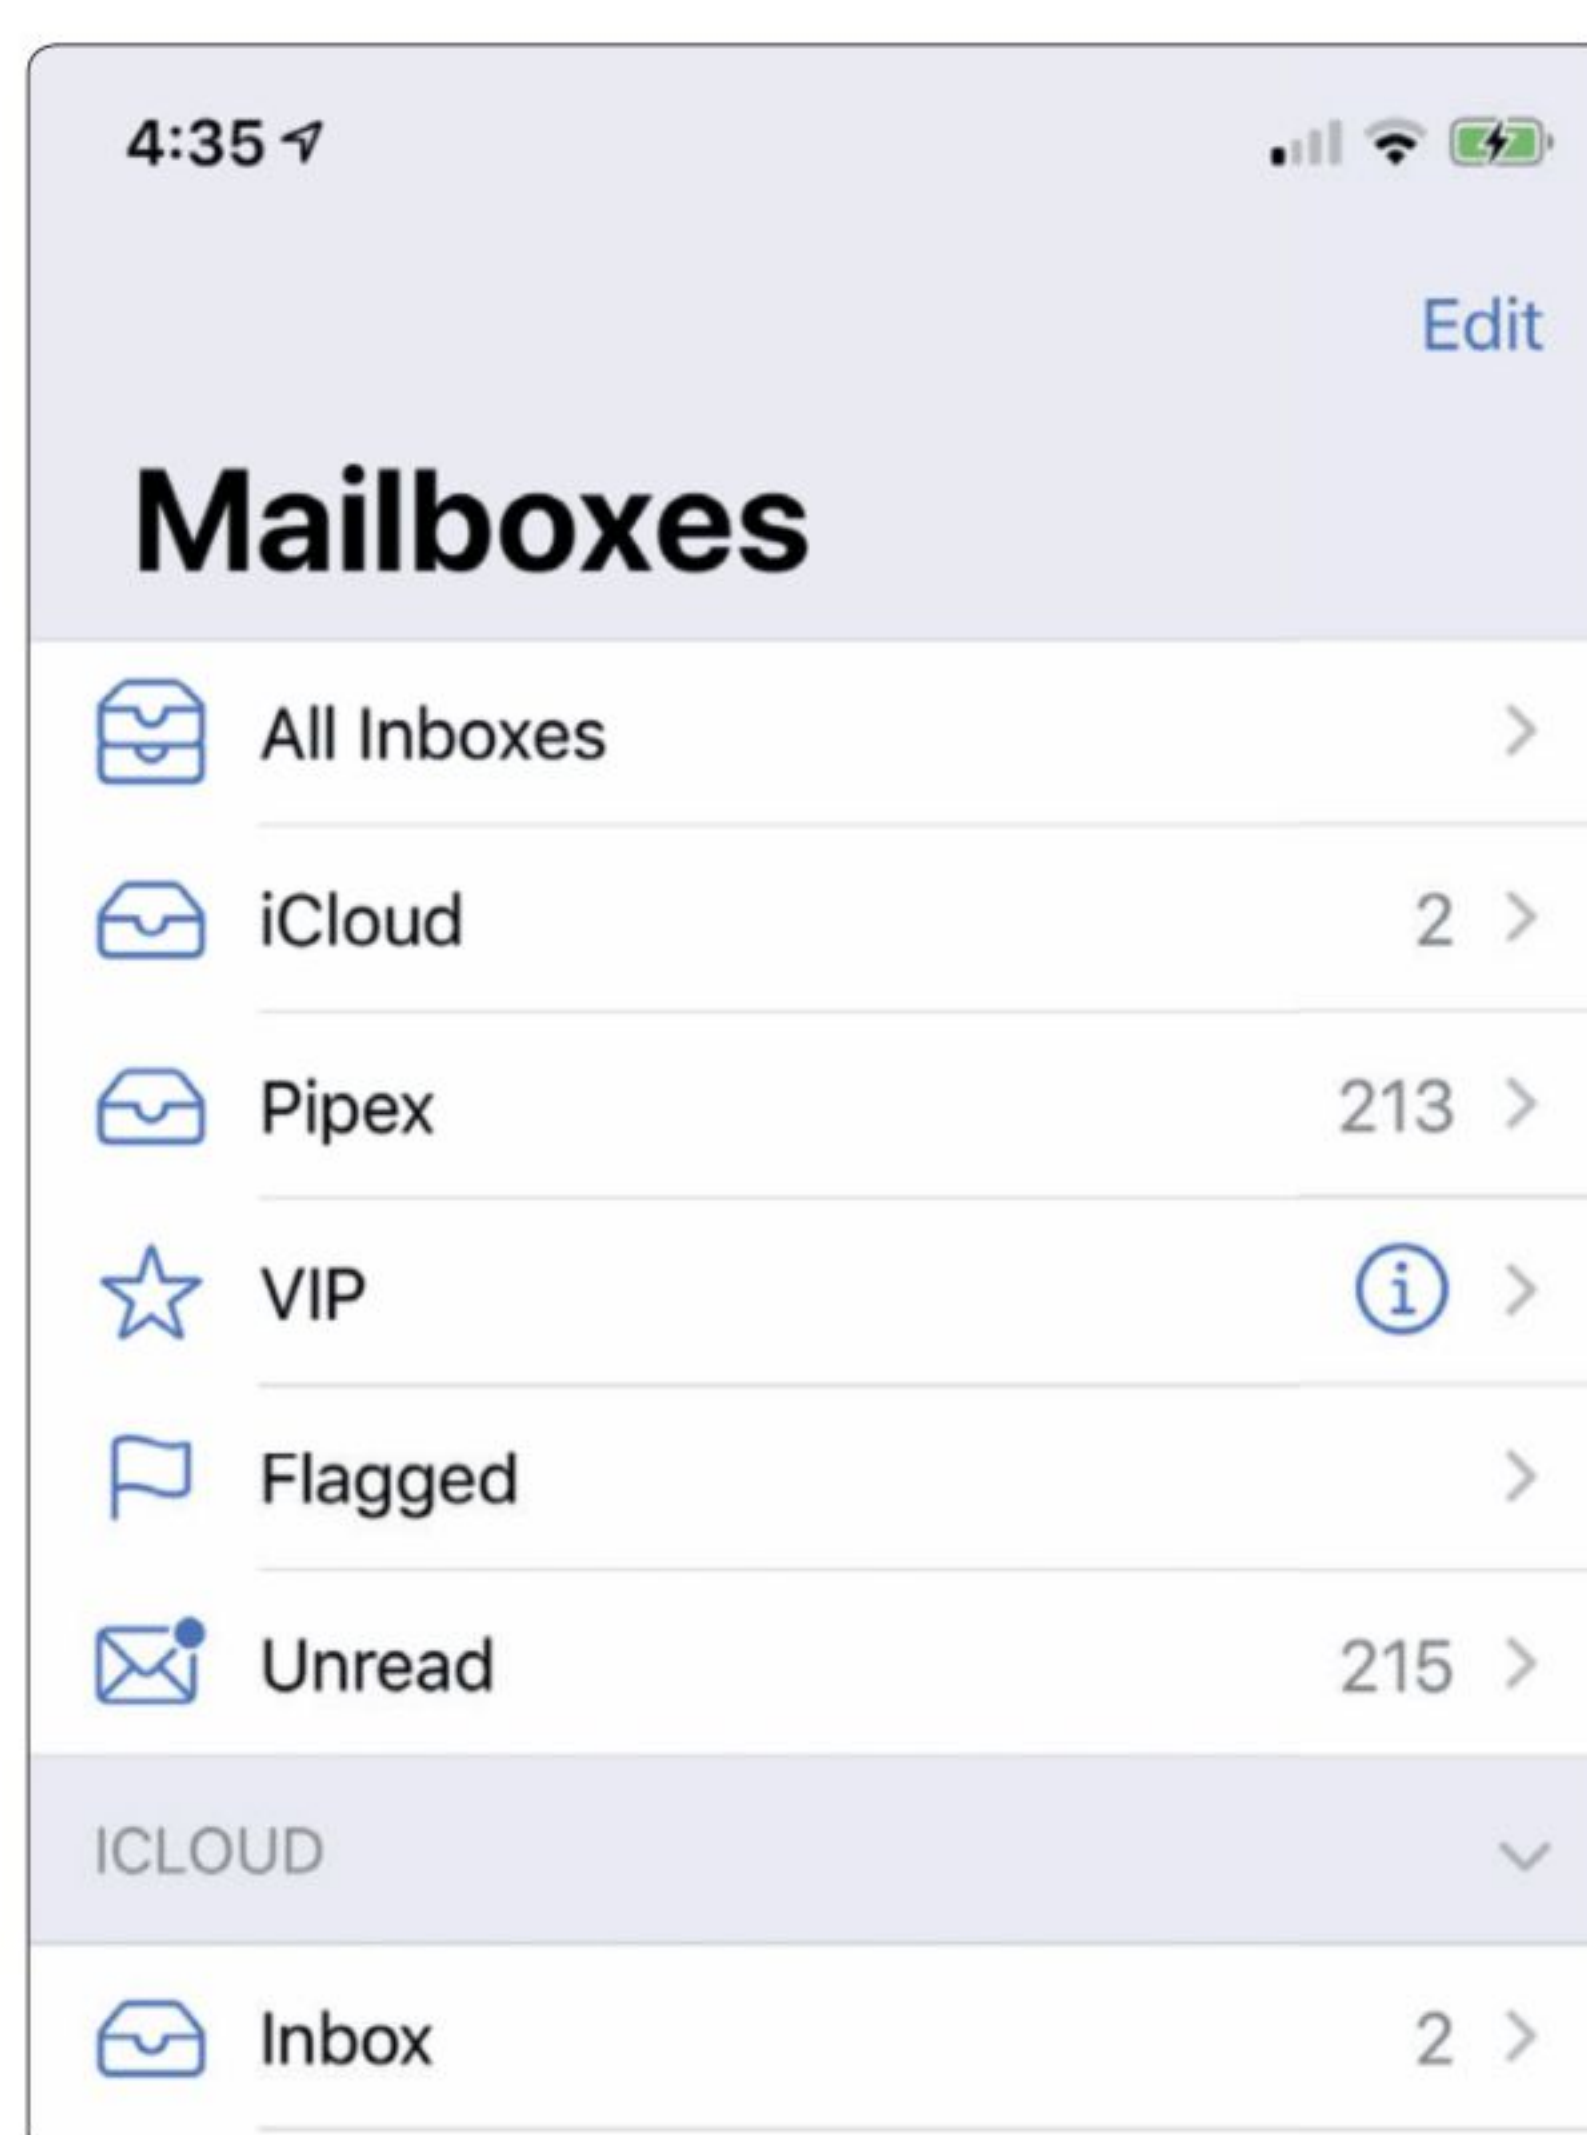 4:35
Edit
Mailboxes
All Inboxes
iCloud 2
Pipex 213
VIP
Flagged
Unread 215
ICLOUD
Inbox 2